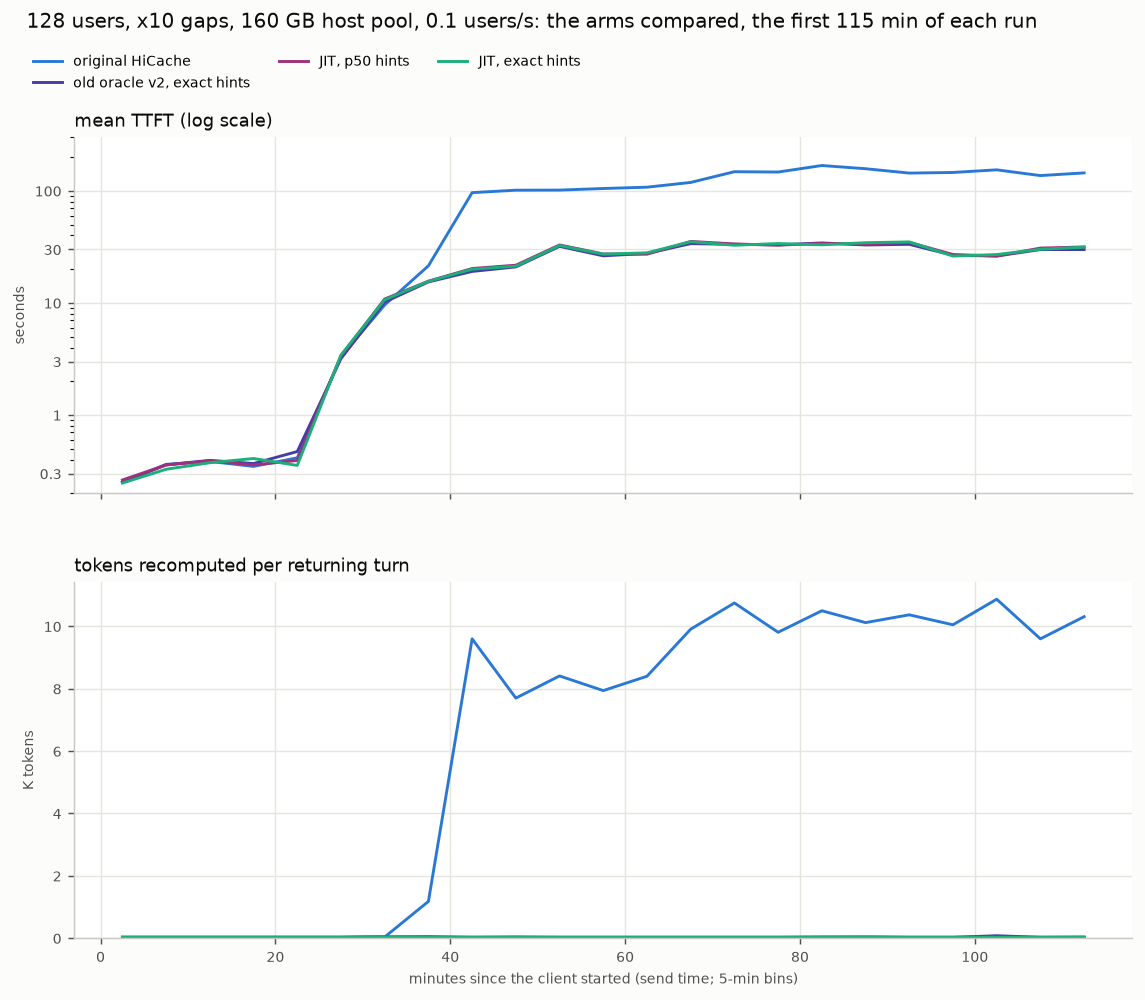 128 users, x10 gaps, 160 GB host pool, 0.1 users/s: the arms compared, the first 115 min of each run
original HiCache
JIT, p50 hints
JIT, exact hints
old oracle v2, exact hints
mean TTFT (log scale)
100
30
10
3
1
0.3
seconds
tokens recomputed per returning turn
10
8
6
4
2
0
K tokens
0 20 40 60 80 100
minutes since the client started (send time; 5-min bins)